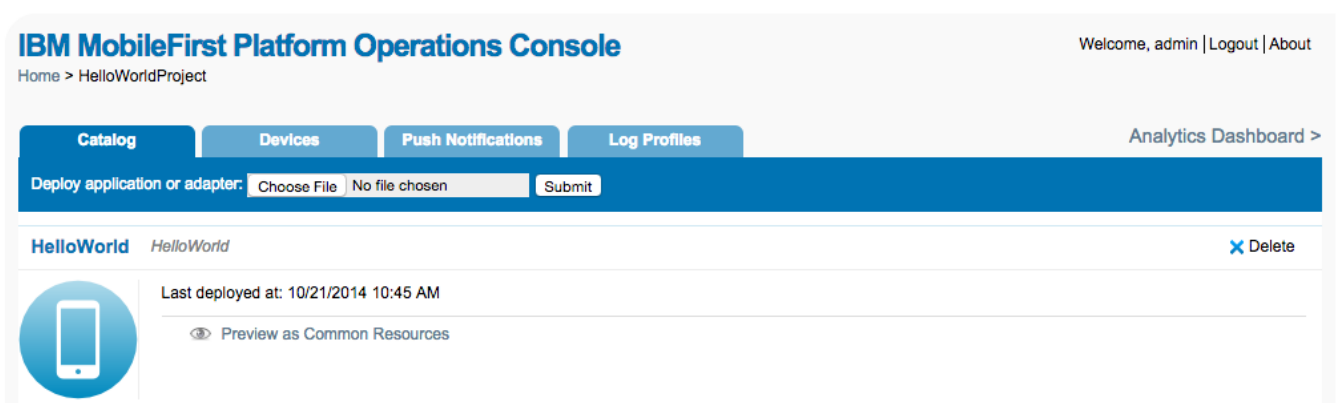 IBM MobileFirst Platform Operations Console
Welcome, admin | Logout | About
Home > HelloWorldProject
Catalog
Devices
Push Notifications
Log Profiles
Analytics Dashboard >
Deploy application or adapter: Choose File No file chosen Submit
HelloWorld HelloWorld
Delete
Last deployed at: 10/21/2014 10:45 AM
Preview as Common Resources